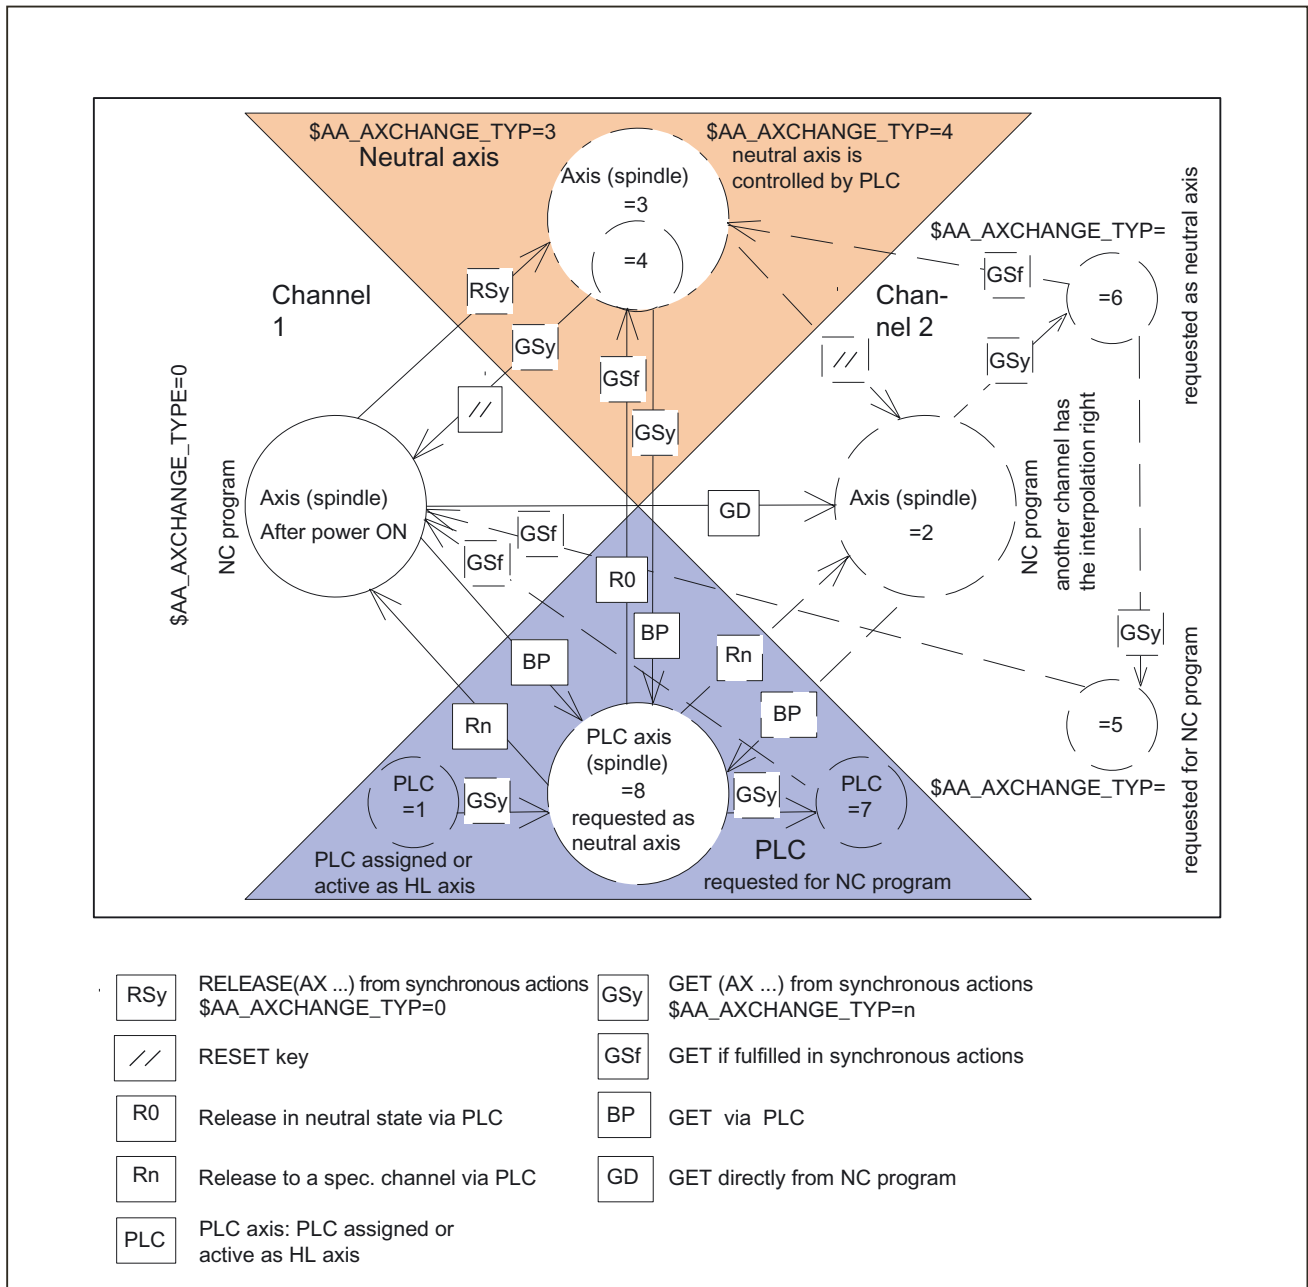 $AA_AXCHANGE_TYP=3
Neutral axis
$AA_AXCHANGE_TYP=4
neutral axis is
controlled by PLC
Axis (spindle)
=3
=4
Channel
1
Chan-
nel 2
RSy
GSy
//
GSf
GSy
//
$AA_AXCHANGE_TYP=
GSf
=6
GSy
requested as neutral axis
$AA_AXCHANGE_TYPE=0
NC program
Axis (spindle)
After power ON
GD
Axis (spindle)
=2
NC program
another channel has
the interpolation right
GSf
GSf
R0
BP
BP
Rn
GSy
Rn
BP
=5
$AA_AXCHANGE_TYP=
requested for NC program
PLC
=1
GSy
PLC axis
(spindle)
=8
requested as
neutral axis
GSy
PLC
=7
PLC assigned or
active as HL axis
PLC
requested for NC program
RSy
RELEASE(AX ...) from synchronous actions
$AA_AXCHANGE_TYP=0
GSy
GET (AX ...) from synchronous actions
$AA_AXCHANGE_TYP=n
//
RESET key
GSf
GET if fulfilled in synchronous actions
R0
Release in neutral state via PLC
BP
GET via PLC
Rn
Release to a spec. channel via PLC
GD
GET directly from NC program
PLC
PLC axis: PLC assigned or
active as HL axis